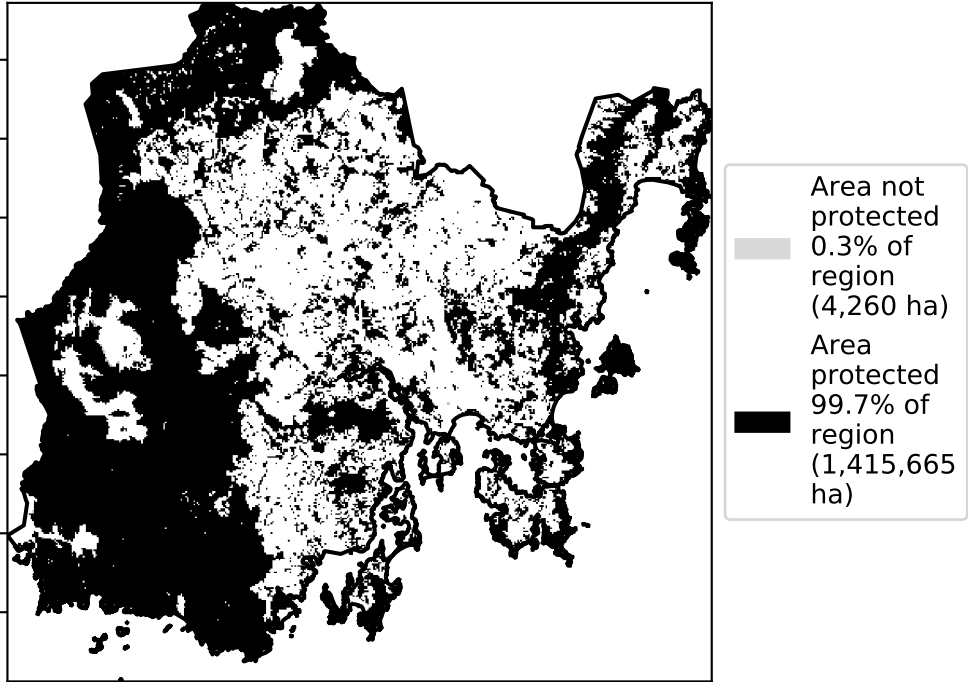 Area not
protected
0.3% of
region
(4,260 ha)
Area
protected
99.7% of
region
(1,415,665
ha)